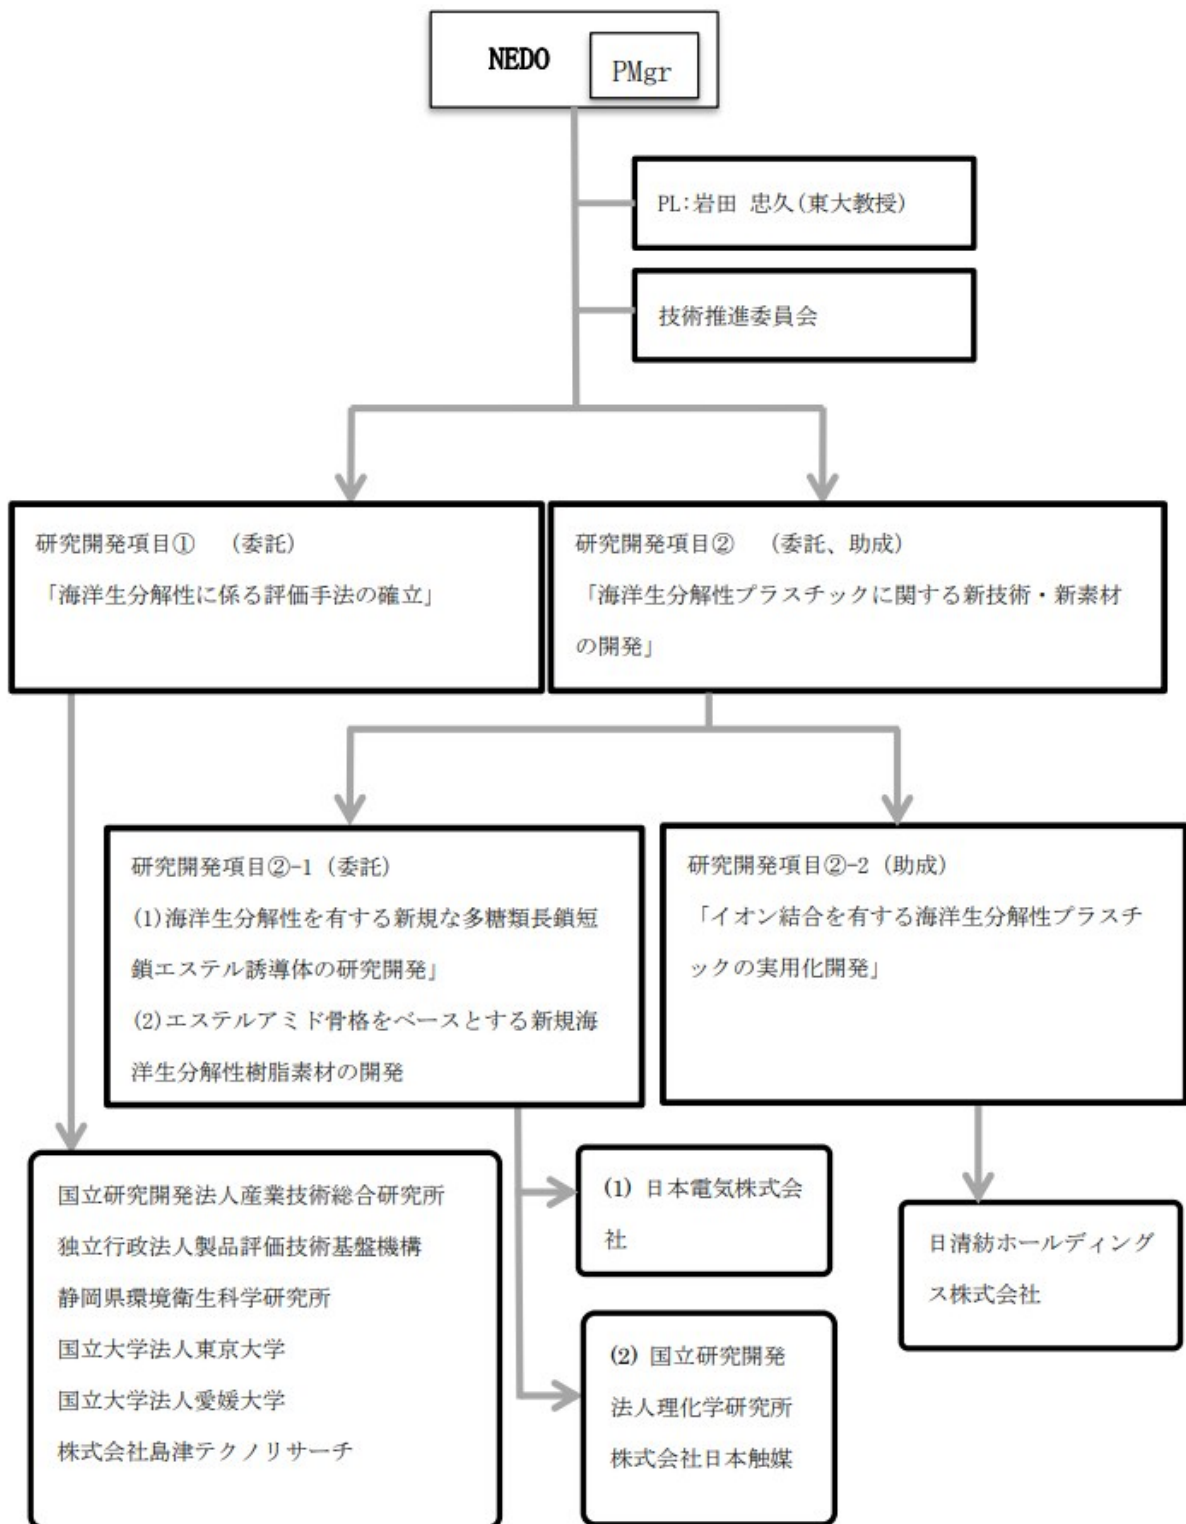 NEDO
PMgr
PL:岩田 忠久(東大教授)
技術推進委員会
研究開発項目① (委託)
「海洋生分解性に係る評価手法の確立」
研究開発項目② (委託、助成)
「海洋生分解性プラスチックに関する新技術・新素材
の開発」
研究開発項目②-1 (委託)
(1)海洋生分解性を有する新規な多糖類長鎖短
鎖エステル誘導体の研究開発」
(2)エステルアミド骨格をベースとする新規海
洋生分解性樹脂素材の開発
研究開発項目②-2 (助成)
「イオン結合を有する海洋生分解性プラスチ
ックの実用化開発」
国立研究開発法人産業技術総合研究所
独立行政法人製品評価技術基盤機構
静岡県環境衛生科学研究所
国立大学法人東京大学
国立大学法人愛媛大学
株式会社島津テクノリサーチ
(1) 日本電気株式会
社
(2) 国立研究開発
法人理化学研究所
株式会社日本触媒
日清紡ホールディング
ス株式会社